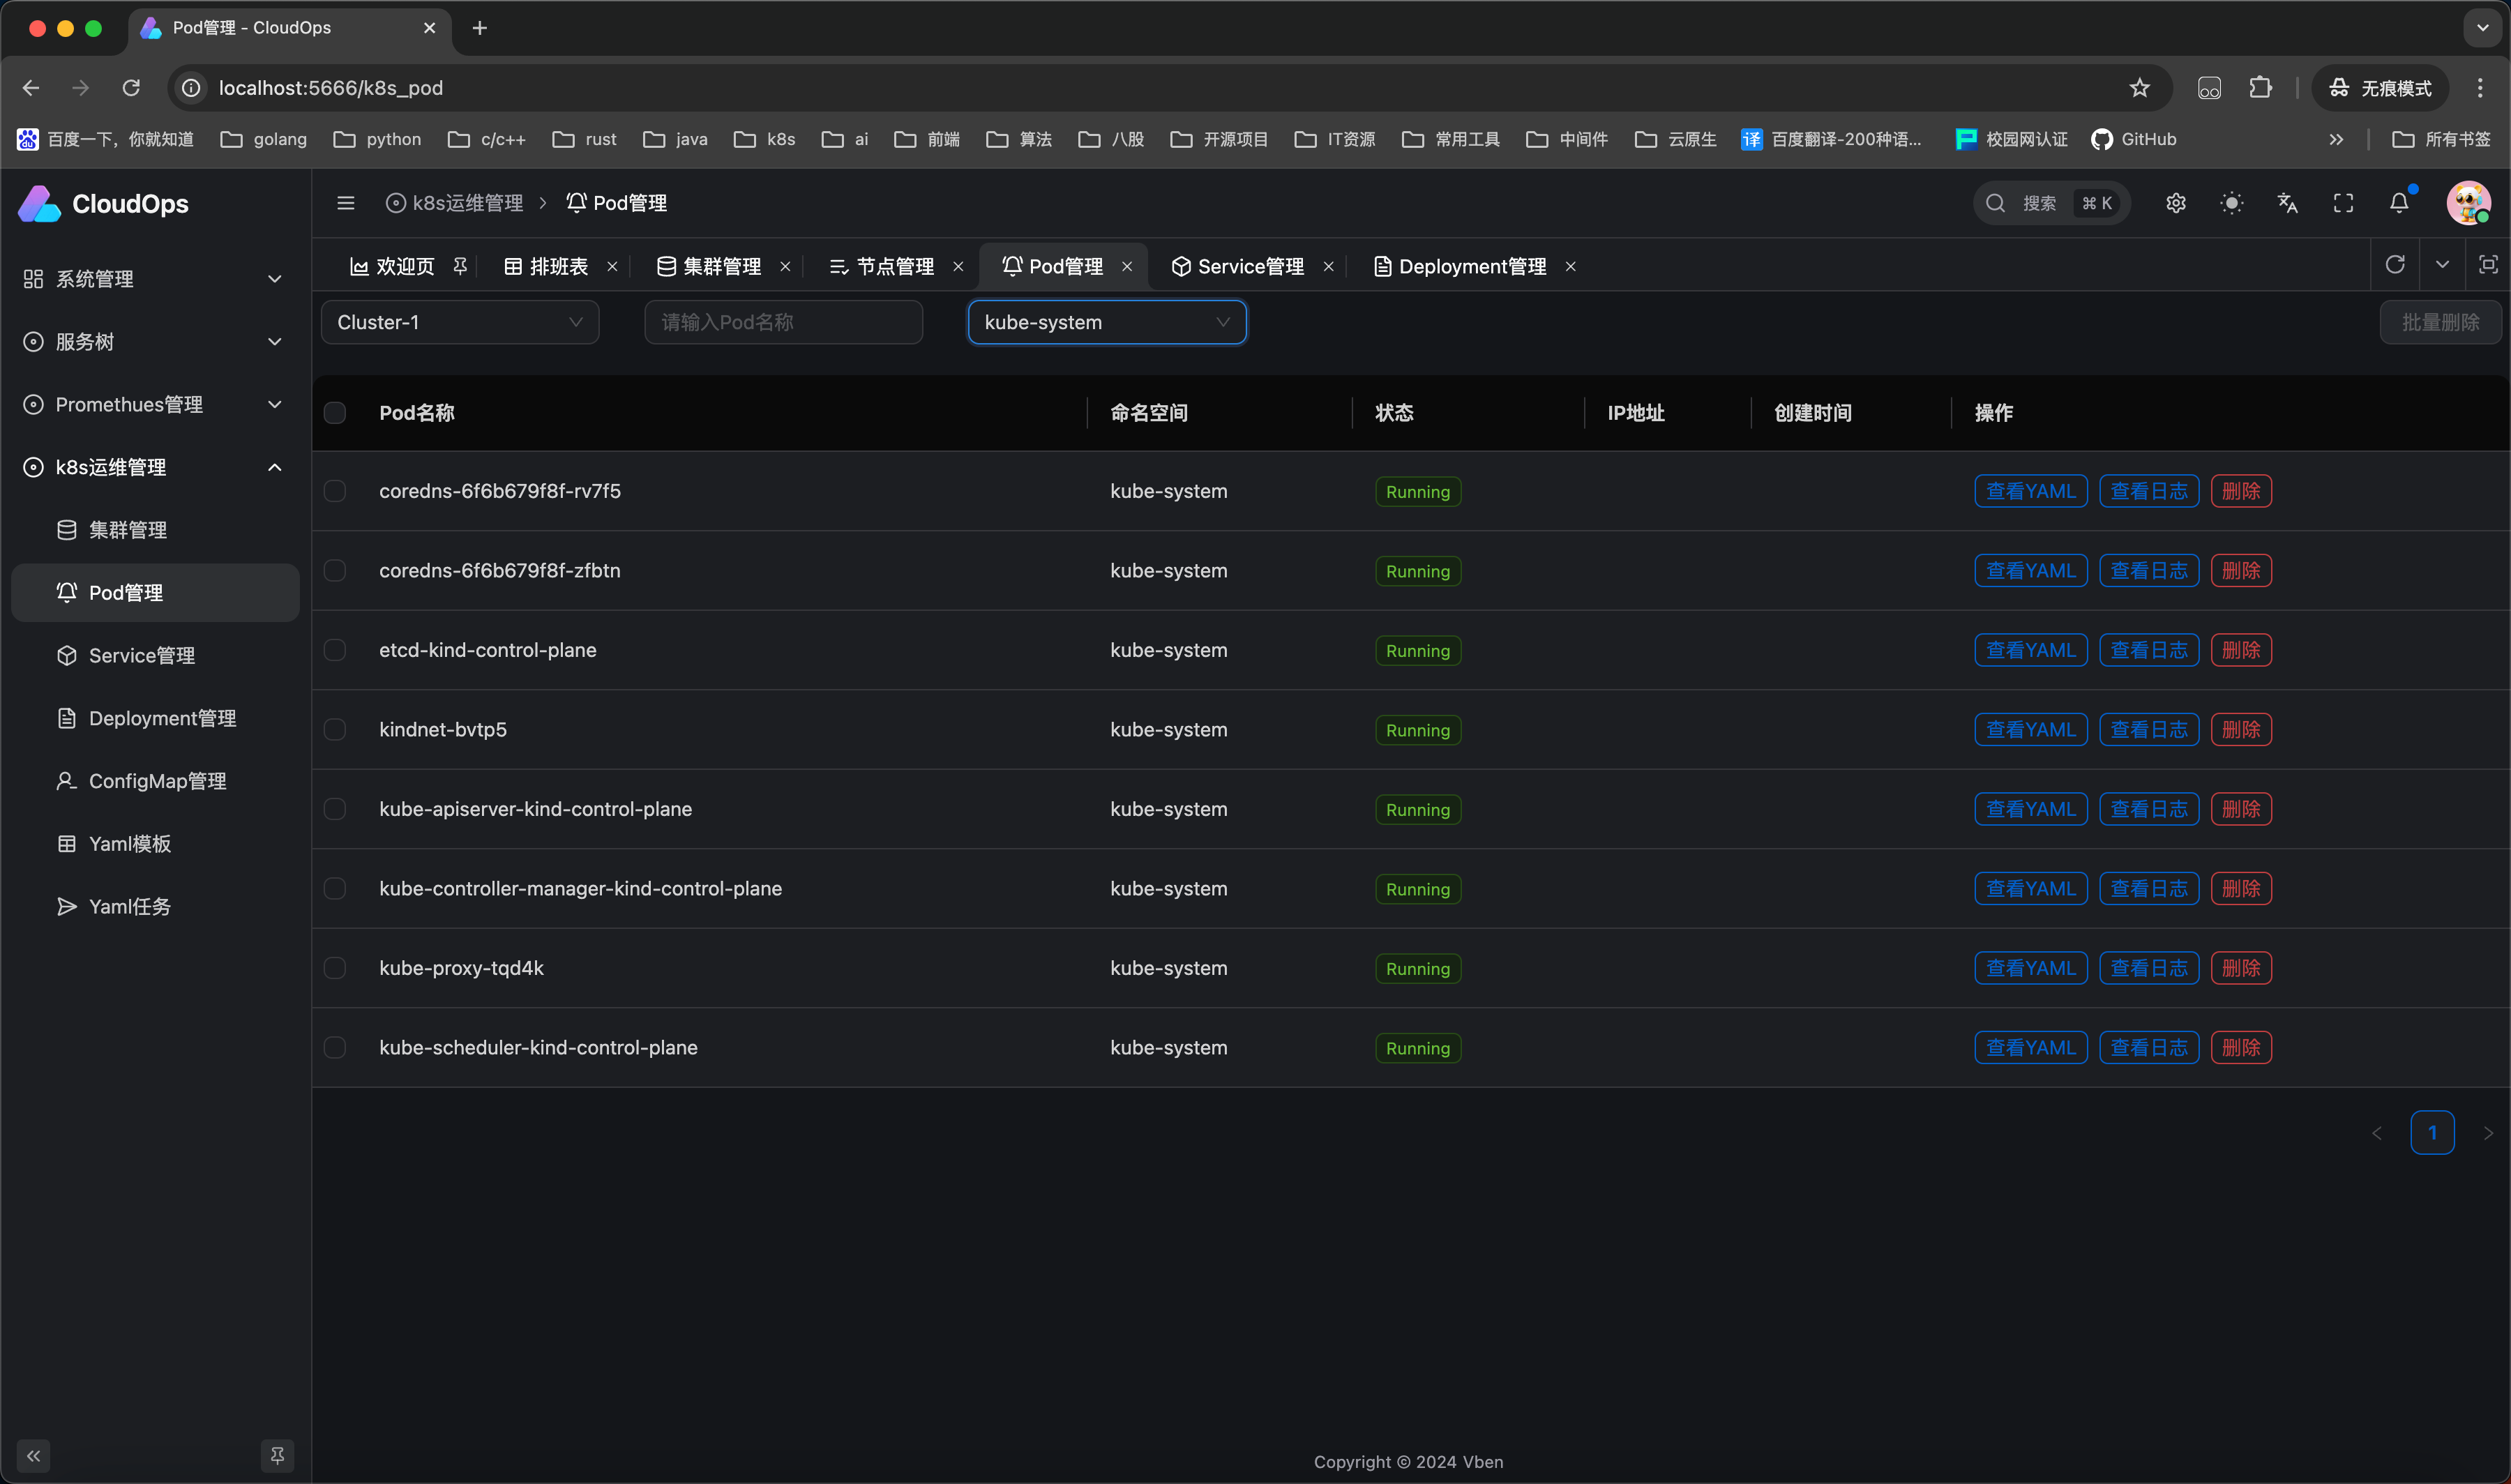 Pod管理 - CloudOps
localhost:5666/k8s_pod
无痕模式
百度一下，你就知道 golang python c/c++ rust java k8s ai 前端 算法 八股 开源项目 IT资源 常用工具 中间件 云原生 译 百度翻译-200种语... 校园网认证 GitHub 所有书签
CloudOps
k8s运维管理 Pod管理 搜索 ⌘ K
欢迎页 排班表 集群管理 节点管理 Pod管理 Service管理 Deployment管理
系统管理
服务树
Promethues管理
k8s运维管理
集群管理
Pod管理
Service管理
Deployment管理
ConfigMap管理
Yaml模板
Yaml任务
Cluster-1 请输入Pod名称 kube-system 批量删除
Pod名称 命名空间 状态 IP地址 创建时间 操作
coredns-6f6b679f8f-rv7f5 kube-system Running 查看YAML 查看日志 删除
coredns-6f6b679f8f-zfbtn kube-system Running 查看YAML 查看日志 删除
etcd-kind-control-plane kube-system Running 查看YAML 查看日志 删除
kindnet-bvtp5 kube-system Running 查看YAML 查看日志 删除
kube-apiserver-kind-control-plane kube-system Running 查看YAML 查看日志 删除
kube-controller-manager-kind-control-plane kube-system Running 查看YAML 查看日志 删除
kube-proxy-tqd4k kube-system Running 查看YAML 查看日志 删除
kube-scheduler-kind-control-plane kube-system Running 查看YAML 查看日志 删除
1
Copyright © 2024 Vben